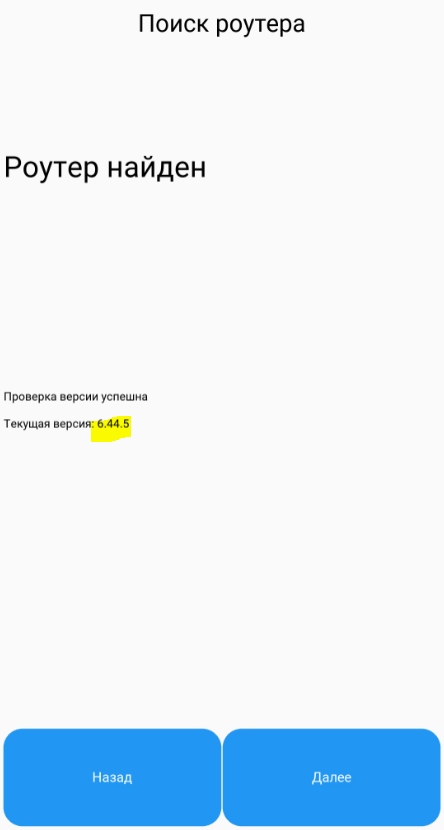 Поиск роутера
Роутер найден
Проверка версии успешна
Текущая версия: 6.44.5
Назад
Далее